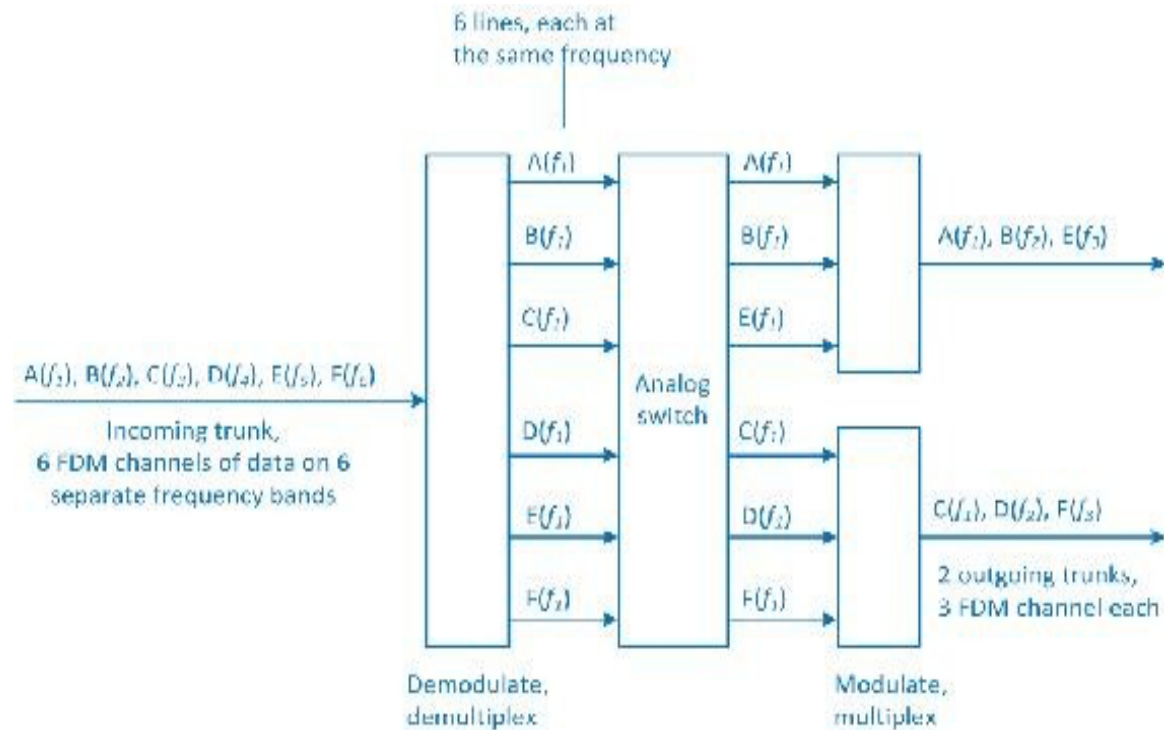 6 lines, each at
the same frequency
A(f₁)
B(f₁)
C(f₁)
D(f₁)
E(f₁)
F(f₁)
A(f₁)
B(f₁)
E(f₁)
C(f₁)
D(f₁)
F(f₁)
Analog
switch
A(f₁), B(f₂), E(f₃)
A(f₁), B(f₂), C(f₃), D(f₄), E(f₅), F(f₆)
Incoming trunk,
6 FDM channels of data on 6
separate frequency bands
C(f₁), D(f₂), F(f₃)
2 outgoing trunks,
3 FDM channel each
Demodulate,
demultiplex
Modulate,
multiplex